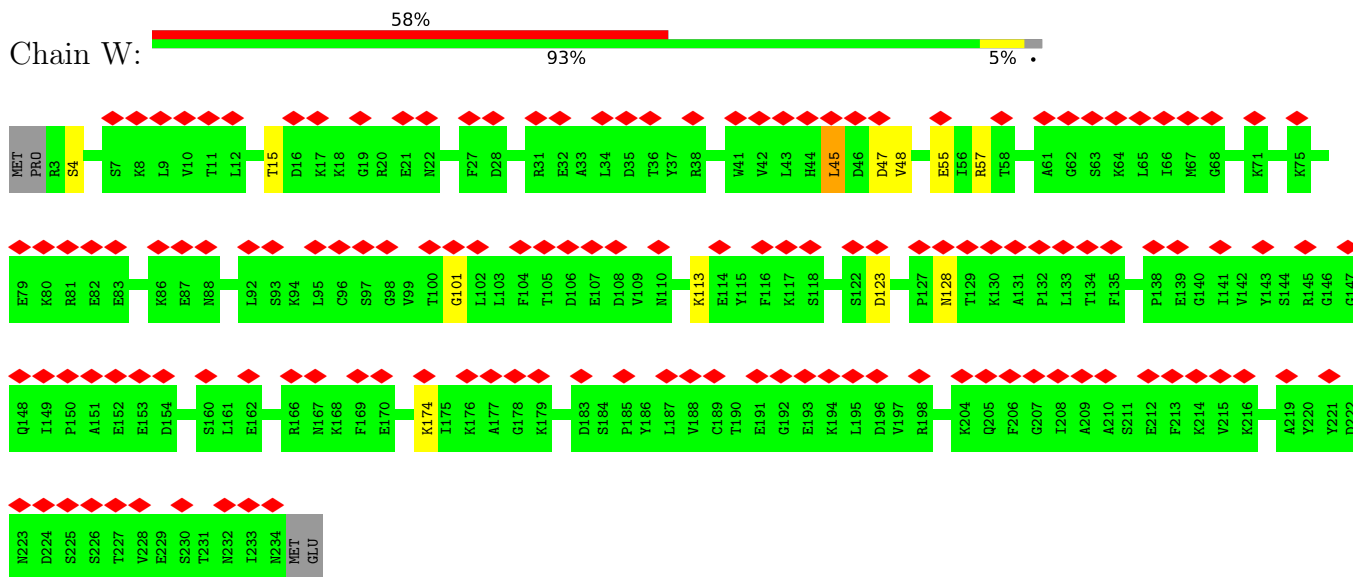 58%
Chain W:
93% 5% •
MET PRO R3 S4 S7 K8 L9 V10 T11 L12 T15 D16 K17 K18 G19 R20 E21 N22 F27 D28 R31 E32 A33 L34 D35 T36 Y37 R38 W41 V42 L43 H44 L45 D46 D47 V48 E55 I56 R57 T58 A61 G62 S63 K64 L65 I66 M67 G68 K71 K75
E79 K80 R81 E82 E83 K86 E87 N88 L92 S93 K94 L95 C96 S97 G98 V99 T100 G101 L102 L103 F104 T105 D106 E107 D108 V109 N110 K113 E114 Y115 F116 K117 S118 S122 D123 P127 N128 T129 K130 A131 P132 L133 T134 F135 P138 E139 G140 I141 V142 Y143 S144 R145 G146 G147
Q148 I149 P150 A151 E152 E153 D154 S160 L161 E162 R166 N167 K168 F169 E170 K174 I175 K176 A177 G178 K179 D183 S184 P185 Y186 L187 V188 C189 T190 E191 G192 E193 K194 L195 D196 V197 R198 K204 Q205 F206 G207 I208 A209 A210 S211 E212 F213 K214 V215 K216 A219 Y220 Y221 D222
N223 D224 S225 S226 T227 V228 E229 S230 T231 N232 I233 N234 MET GLU